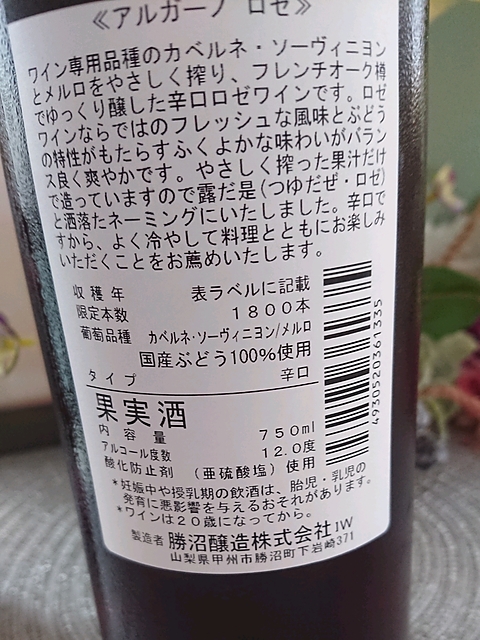 《アルガーノ ロゼ》
ワイン専用品種のカベルネ・ソーヴィニヨン
とメルロをやさしく搾り、フレンチオーク樽
でゆっくり醸した辛口ロゼワインです。ロゼ
ワインならではのフレッシュな風味とぶどう
の特性がもたらすふくよかな味わいがバラン
ス良く爽やかです。やさしく搾った果汁だけ
で造っていますので露だ是(つゆだぜ・ロゼ)
と洒落たネーミングにいたしました。辛口で
すから、よく冷やして料理とともにお楽しみ
いただくことをお薦めいたします。
収穫年 表ラベルに記載
限定本数 1800本
葡萄品種 カベルネ・ソーヴィニヨン/メルロ
国産ぶどう100%使用
タイプ 辛口
果実酒
内容量 750ml
アルコール度数 12.0度
酸化防止剤 (亜硫酸塩)使用
*妊娠中や授乳期の飲酒は、胎児・乳児の
発育に悪影響を与えるおそれがあります。
*ワインは20歳になってから。
製造者 勝沼醸造株式会社IW
山梨県甲州市勝沼町下岩崎371
4930520361335